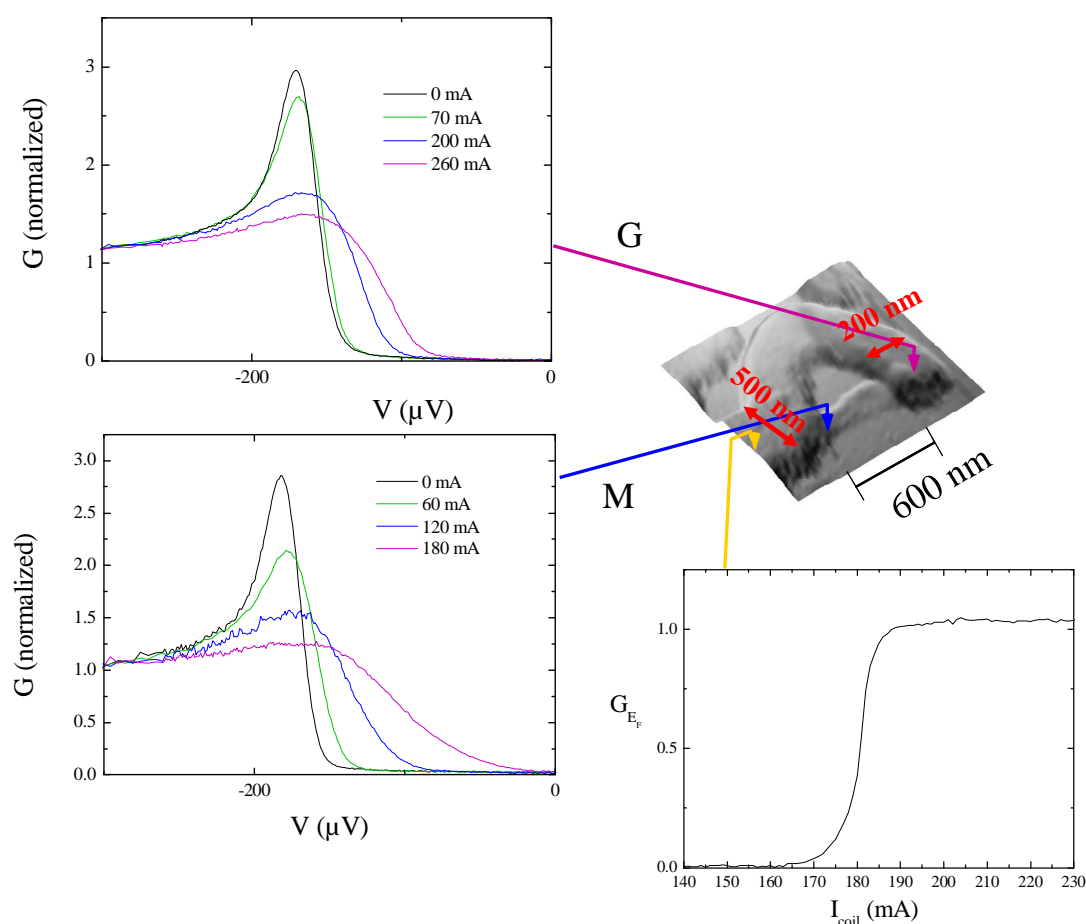 G (normalized)
3
2
1
0
-200
0
V (µV)
0 mA
70 mA
200 mA
260 mA
G
200 nm
500 nm
M
600 nm
G (normalized)
3.0
2.5
2.0
1.5
1.0
0.5
0.0
-200
0
V (µV)
0 mA
60 mA
120 mA
180 mA
G_EF
1.0
0.5
0.0
140 150 160 170 180 190 200 210 220 230
I_coil (mA)